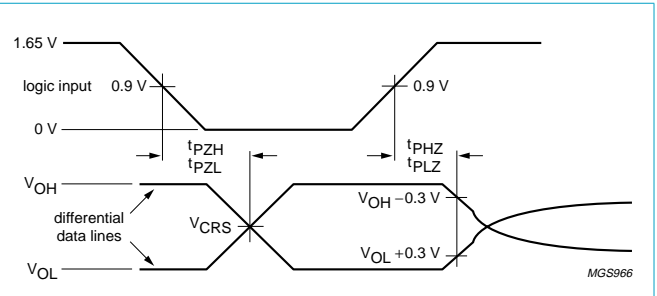 1.65 V
logic input 0.9 V 0.9 V
0 V
tPZH tPHZ
tPZL tPLZ
VOH
VOH −0.3 V
differential
data lines
VCRS
VOL +0.3 V
VOL
MGS966